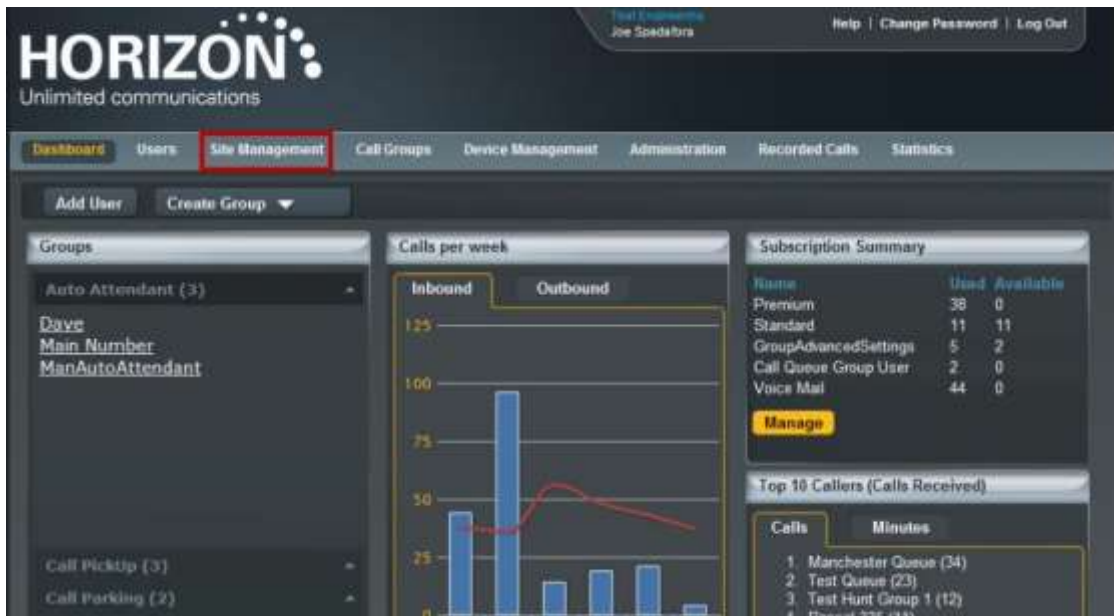 HORIZON
Unlimited communications
Test Engineering
Joe Spadafora
Help | Change Password | Log Out
Dashboard Users Site Management Call Groups Device Management Administration Recorded Calls Statistics
Add User Create Group
Groups
Auto Attendant (3)
Dave
Main Number
ManAutoAttendant
Call PickUp (3)
Call Parking (2)
Calls per week
Inbound Outbound
125
100
75
50
25
0
Subscription Summary
Name Used Available
Premium 38 0
Standard 11 11
GroupAdvancedSettings 5 2
Call Queue Group User 2 0
Voice Mail 44 0
Manage
Top 10 Callers (Calls Received)
Calls Minutes
1. Manchester Queue (34)
2. Test Queue (23)
3. Test Hunt Group 1 (12)